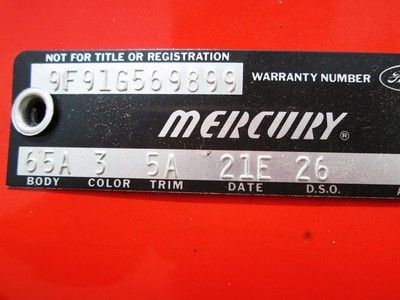 NOT FOR TITLE OR REGISTRATION
9F91G569899 WARRANTY NUMBER
MERCURY®
65A 3 5A 21E 26
BODY COLOR TRIM DATE D.S.O.